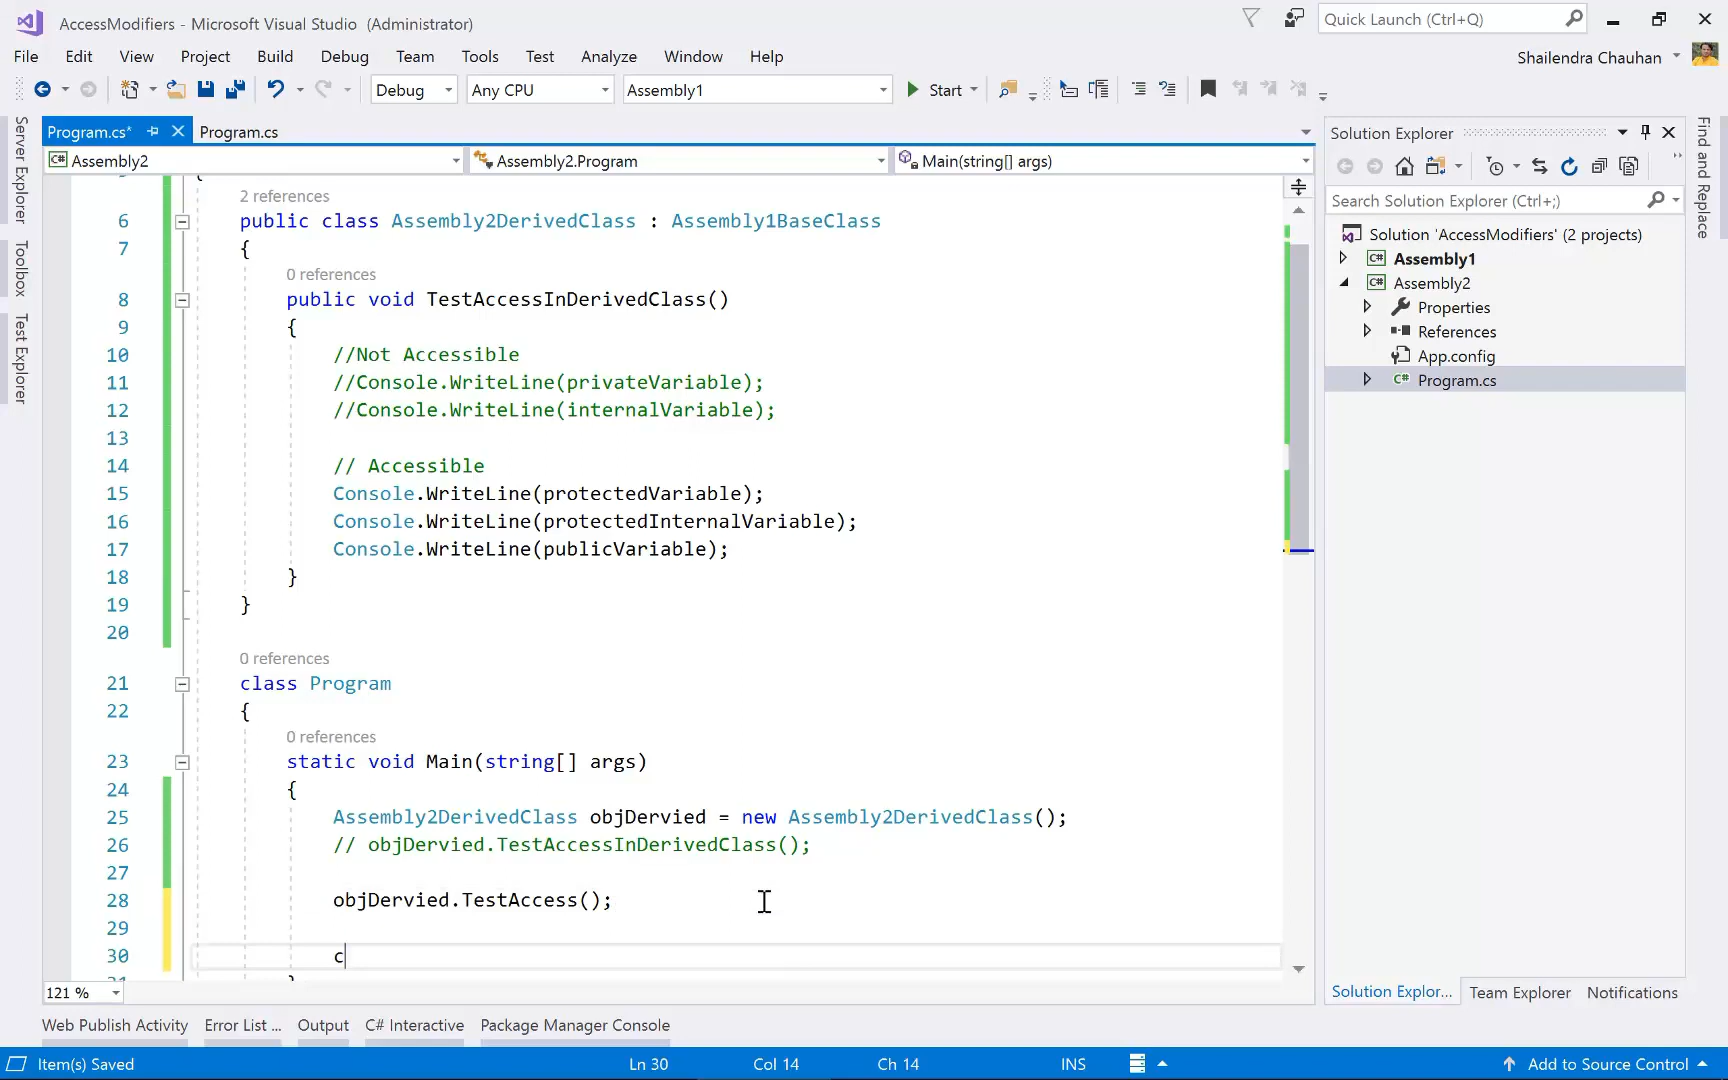 AccessModifiers - Microsoft Visual Studio (Administrator)
Quick Launch (Ctrl+Q)
File Edit View Project Build Debug Team Tools Test Analyze Window Help
Shailendra Chauhan
Debug Any CPU Assembly1 Start
Server Explorer
Toolbox
Test Explorer
Program.cs* Program.cs
Assembly2 Assembly2.Program Main(string[] args)
2 references
6 public class Assembly2DerivedClass : Assembly1BaseClass
7 {
0 references
8 public void TestAccessInDerivedClass()
9 {
10 //Not Accessible
11 //Console.WriteLine(privateVariable);
12 //Console.WriteLine(internalVariable);
13
14 // Accessible
15 Console.WriteLine(protectedVariable);
16 Console.WriteLine(protectedInternalVariable);
17 Console.WriteLine(publicVariable);
18 }
19 }
20
0 references
21 class Program
22 {
0 references
23 static void Main(string[] args)
24 {
25 Assembly2DerivedClass objDervied = new Assembly2DerivedClass();
26 // objDervied.TestAccessInDerivedClass();
27
28 objDervied.TestAccess();
29
30 c
121 %
Solution Explorer
Search Solution Explorer (Ctrl+;)
Solution 'AccessModifiers' (2 projects)
C# Assembly1
C# Assembly2
Properties
References
App.config
C# Program.cs
Find and Replace
Solution Explor... Team Explorer Notifications
Web Publish Activity Error List ... Output C# Interactive Package Manager Console
Item(s) Saved Ln 30 Col 14 Ch 14 INS Add to Source Control